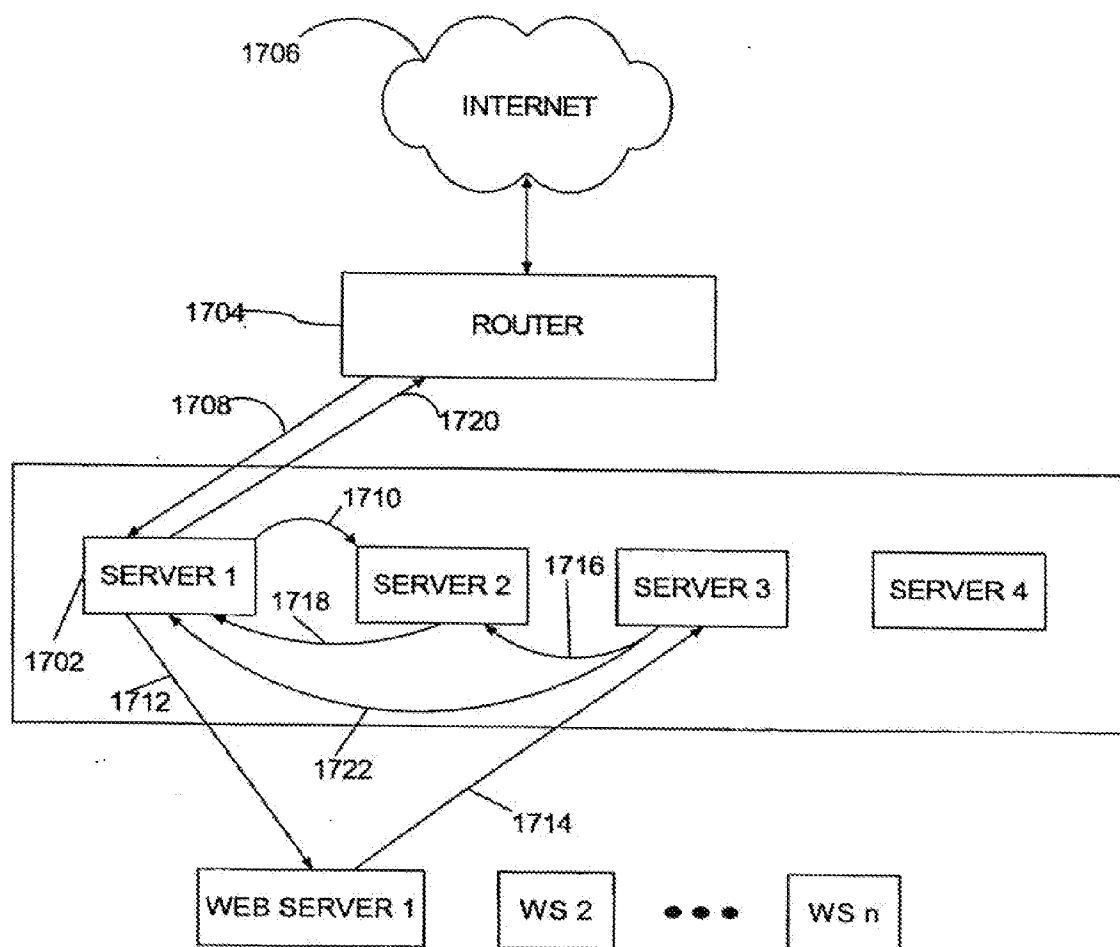 1706
INTERNET
1704
ROUTER
1708
1720
1710
SERVER 1
SERVER 2
1716
SERVER 3
SERVER 4
1718
1702
1712
1722
1714
WEB SERVER 1
WS 2
WS n